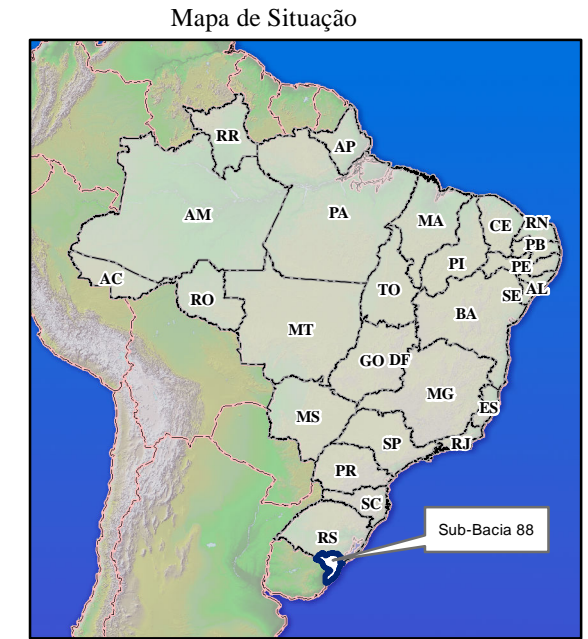 Mapa de Situação
RR
AP
AM
PA
MA
CE
RN
PB
PI
PE
AC
TO
AL
RO
SE
BA
MT
GO DF
MG
MS
ES
SP
RJ
PR
SC
Sub-Bacia 88
RS